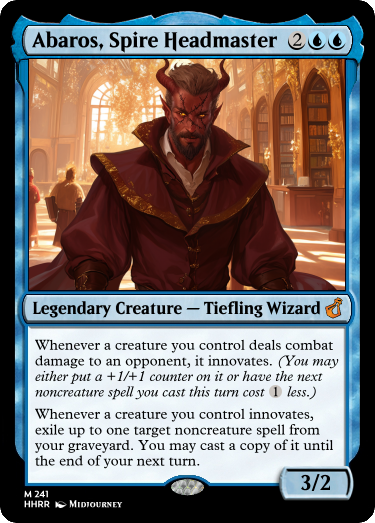 Abaros, Spire Headmaster 2
Legendary Creature — Tiefling Wizard
Whenever a creature you control deals combat
damage to an opponent, it innovates. (You may
either put a +1/+1 counter on it or have the next
noncreature spell you cast this turn cost 1 less.)
Whenever a creature you control innovates,
exile up to one target noncreature spell from
your graveyard. You may cast a copy of it until
the end of your next turn.
3/2
M 241
HHRR Midjourney